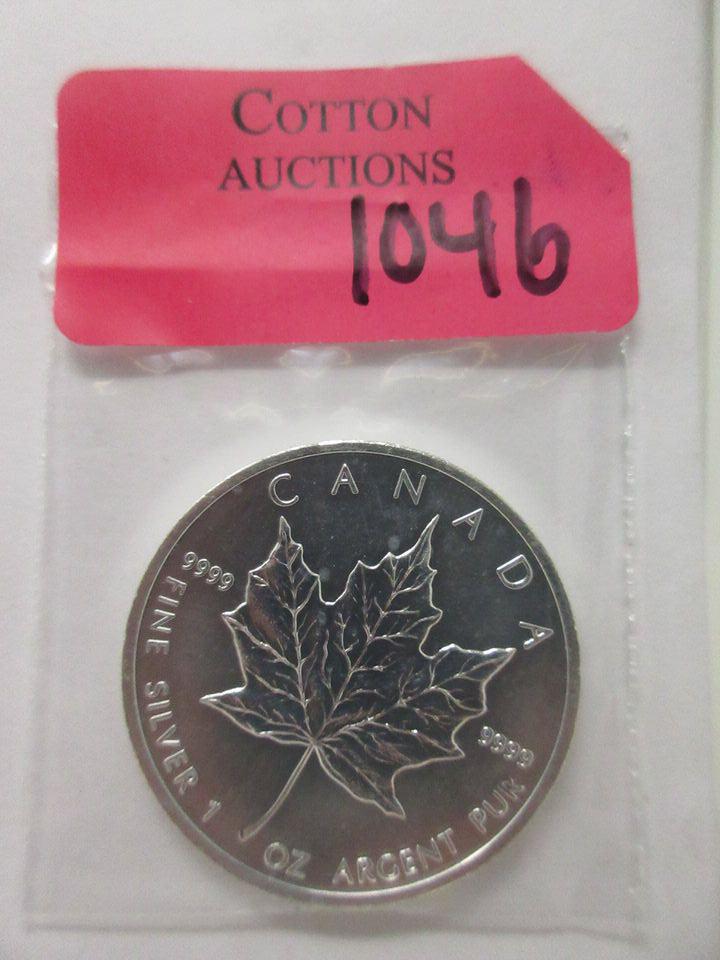 COTTON
AUCTIONS
1046
CANADA
9999
9999
FINE SILVER 1 OZ ARGENT PUR